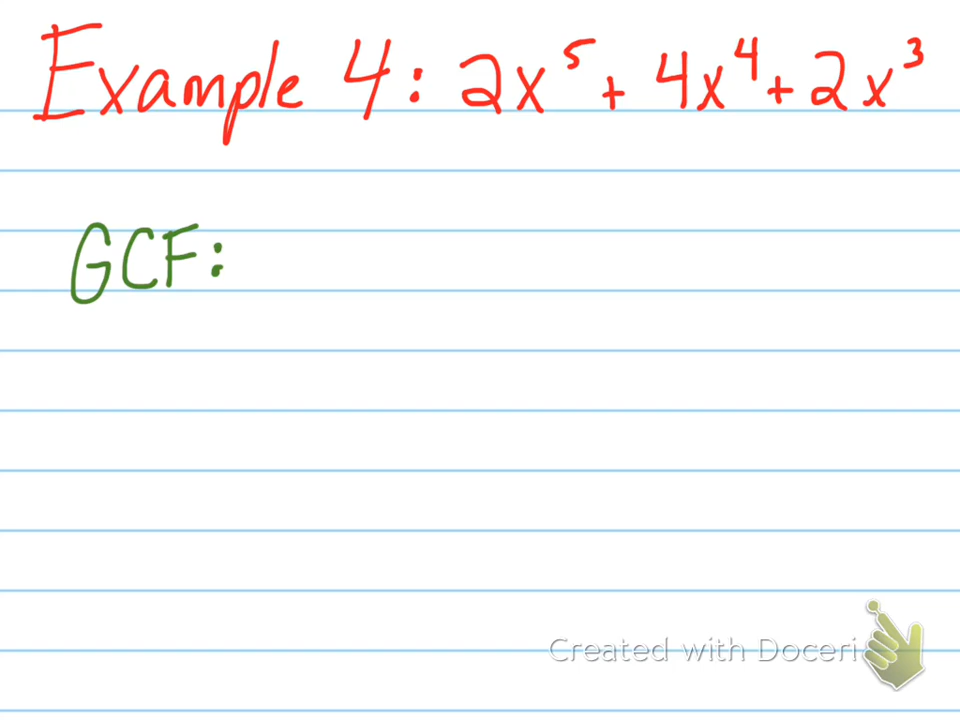 Example 4: 2x⁵ + 4x⁴ + 2x³
GCF:
Created with Doceri